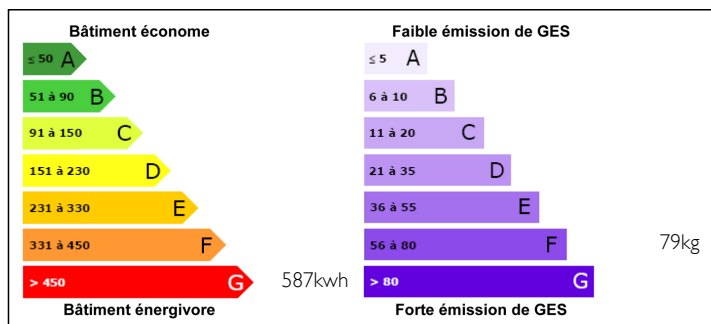 Bâtiment économe
≤ 50 A
51 à 90 B
91 à 150 C
151 à 230 D
231 à 330 E
331 à 450 F
> 450 G
587kwh
Bâtiment énergivore
Faible émission de GES
≤ 5 A
6 à 10 B
11 à 20 C
21 à 35 D
36 à 55 E
56 à 80 F
79kg
> 80 G
Forte émission de GES